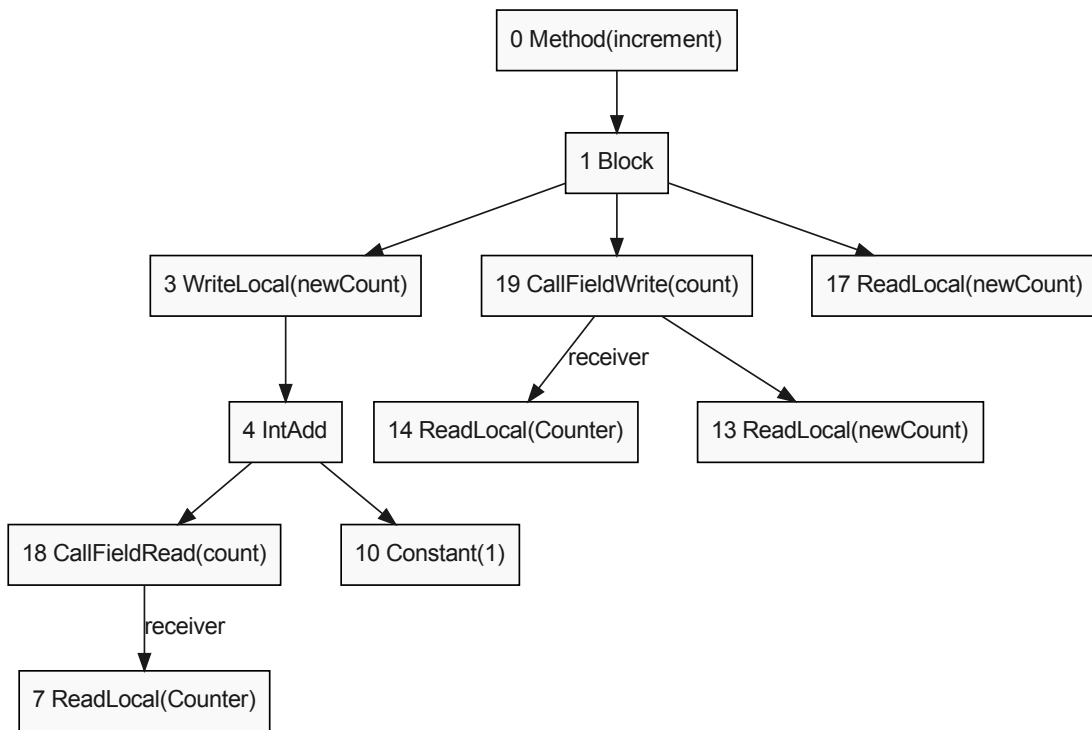 0 Method(increment)
1 Block
3 WriteLocal(newCount)
19 CallFieldWrite(count)
17 ReadLocal(newCount)
receiver
4 IntAdd
14 ReadLocal(Counter)
13 ReadLocal(newCount)
18 CallFieldRead(count)
10 Constant(1)
receiver
7 ReadLocal(Counter)